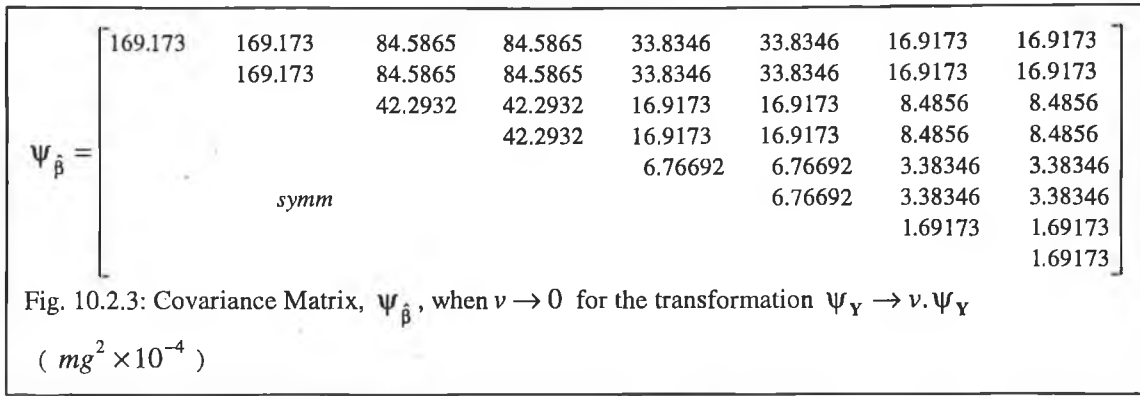 169.173 169.173 84.5865 84.5865 33.8346 33.8346 16.9173 16.9173
169.173 84.5865 84.5865 33.8346 33.8346 16.9173 16.9173
42.2932 42.2932 16.9173 16.9173 8.4856 8.4856
42.2932 16.9173 16.9173 8.4856 8.4856
Ψ_β̂ =
6.76692 6.76692 3.38346 3.38346
symm 6.76692 3.38346 3.38346
1.69173 1.69173
1.69173
Fig. 10.2.3: Covariance Matrix, Ψ_β̂, when ν → 0 for the transformation Ψ_Y → ν.Ψ_Y
( mg² ×10⁻⁴ )